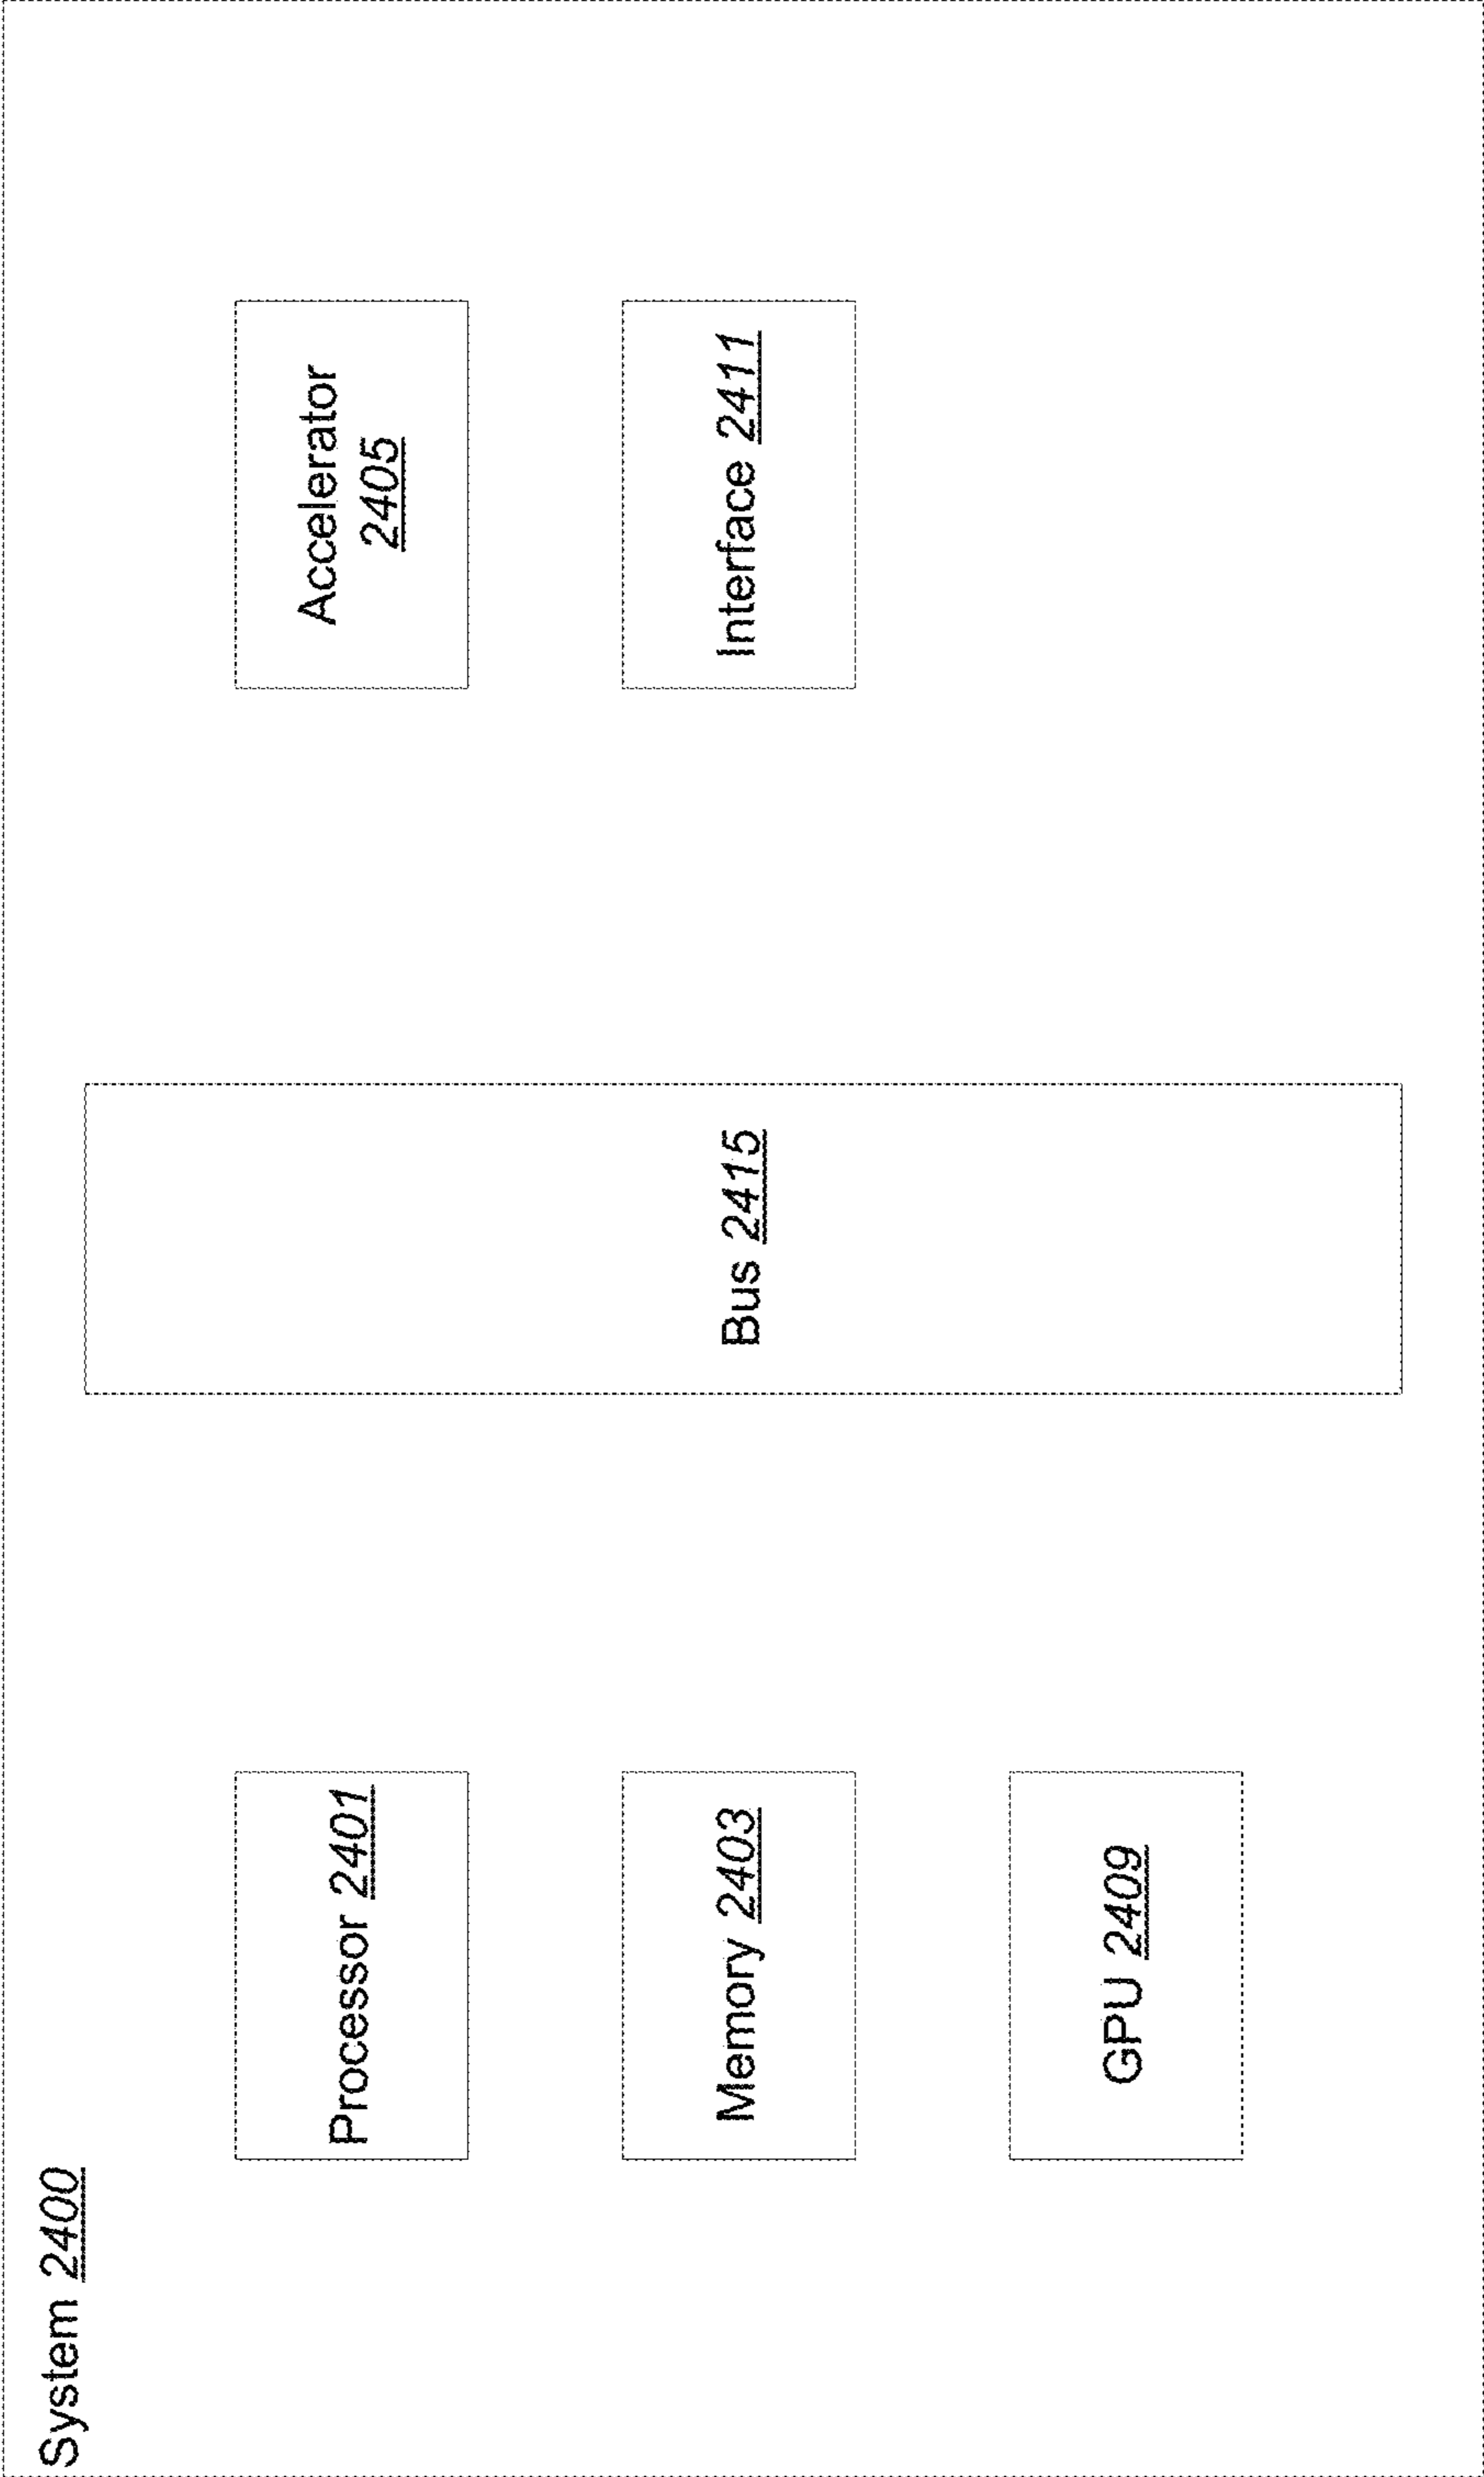 System 2400
Processor 2401
Memory 2403
GPU 2409
Bus 2415
Accelerator
2405
Interface 2411